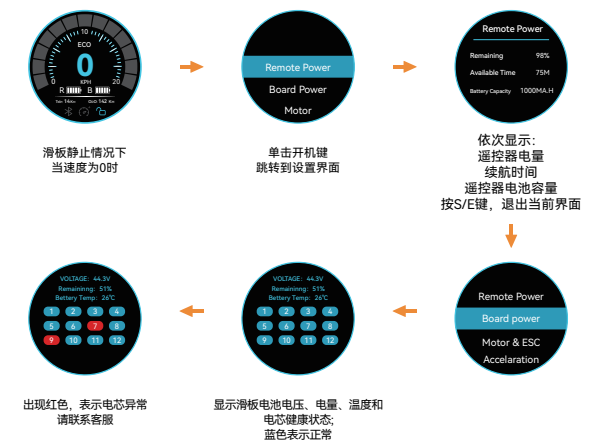 10
ECO
0
0
KPH
20
R
B
Trip 14Km
ODO 142 Km
滑板静止情况下
当速度为0时
Remote Power
Board Power
Motor
单击开机键
跳转到设置界面
Remote Power
Remaining 98%
Available Time 75M
Battery Capacity 1000MA.H
依次显示:
遥控器电量
续航时间
遥控器电池容量
按S/E键，退出当前界面
VOLTAGE: 44.3V
Remaininng: 51%
Bettery Temp: 26℃
1 2 3 4
5 6 7 8
9 10 11 12
出现红色，表示电芯异常
请联系客服
VOLTAGE: 44.3V
Remaininng: 51%
Bettery Temp: 26℃
1 2 3 4
5 6 7 8
9 10 11 12
显示滑板电池电压、电量、温度和
电芯健康状态;
蓝色表示正常
Remote Power
Board power
Motor & ESC
Accelaration